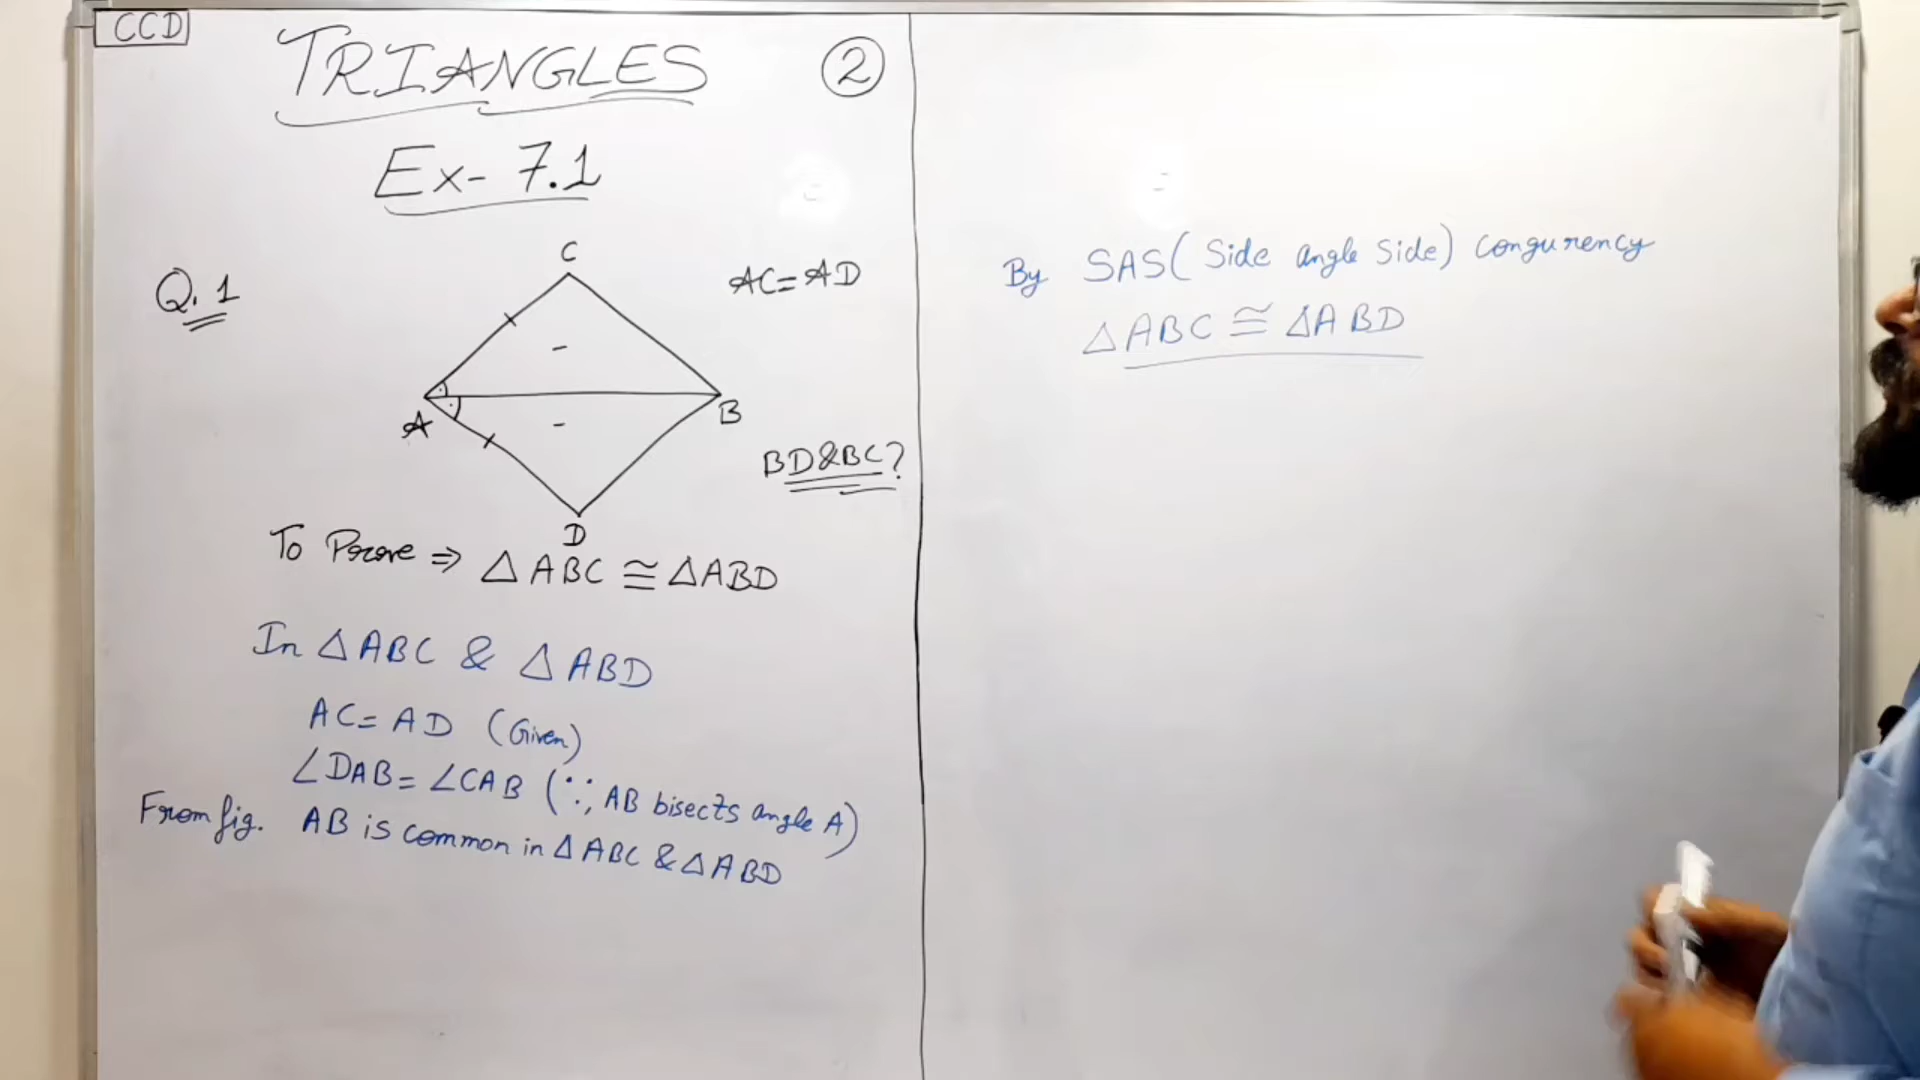 CCD
TRIANGLES
2
Ex- 7.1
Q. 1
C
AC = AD
A
B
BD & BC?
D
To Prove ⇒ △ ABC ≅ △ABD
In △ ABC & △ ABD
AC = AD (Given)
∠DAB = ∠CAB (∵, AB bisects angle A)
From fig. AB is common in △ ABC & △ ABD
By SAS ( Side angle Side) congurency
△ ABC ≅ △ABD